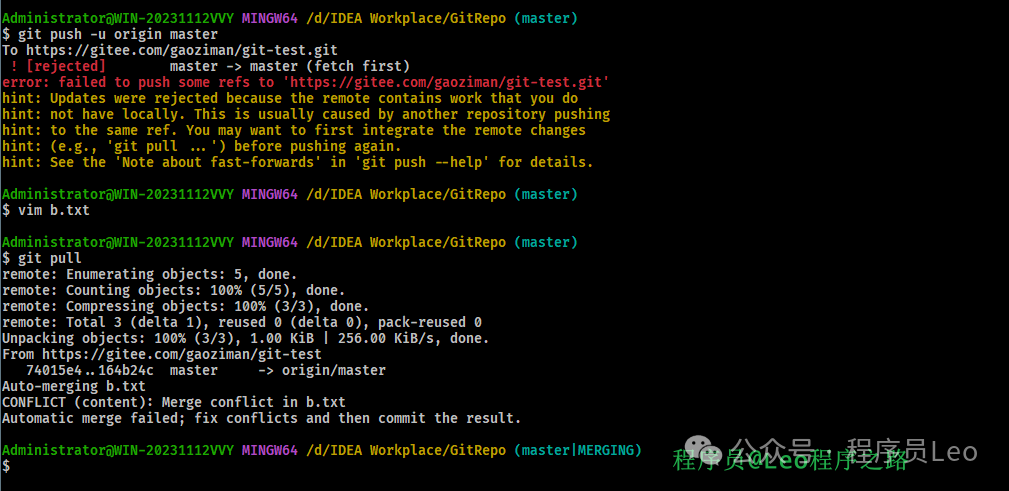 Administrator@WIN-20231112VVY MINGW64 /d/IDEA Workplace/GitRepo (master)
$ git push -u origin master
To https://gitee.com/gaoziman/git-test.git
 ! [rejected]        master -> master (fetch first)
error: failed to push some refs to 'https://gitee.com/gaoziman/git-test.git'
hint: Updates were rejected because the remote contains work that you do
hint: not have locally. This is usually caused by another repository pushing
hint: to the same ref. You may want to first integrate the remote changes
hint: (e.g., 'git pull ...') before pushing again.
hint: See the 'Note about fast-forwards' in 'git push --help' for details.
Administrator@WIN-20231112VVY MINGW64 /d/IDEA Workplace/GitRepo (master)
$ vim b.txt
Administrator@WIN-20231112VVY MINGW64 /d/IDEA Workplace/GitRepo (master)
$ git pull
remote: Enumerating objects: 5, done.
remote: Counting objects: 100% (5/5), done.
remote: Compressing objects: 100% (3/3), done.
remote: Total 3 (delta 1), reused 0 (delta 0), pack-reused 0
Unpacking objects: 100% (3/3), 1.00 KiB | 256.00 KiB/s, done.
From https://gitee.com/gaoziman/git-test
   74015e4..164b24c  master     -> origin/master
Auto-merging b.txt
CONFLICT (content): Merge conflict in b.txt
Automatic merge failed; fix conflicts and then commit the result.
Administrator@WIN-20231112VVY MINGW64 /d/IDEA Workplace/GitRepo (master|MERGING)
$
公众号 · 程序员Leo
程序员@Leo程序之路